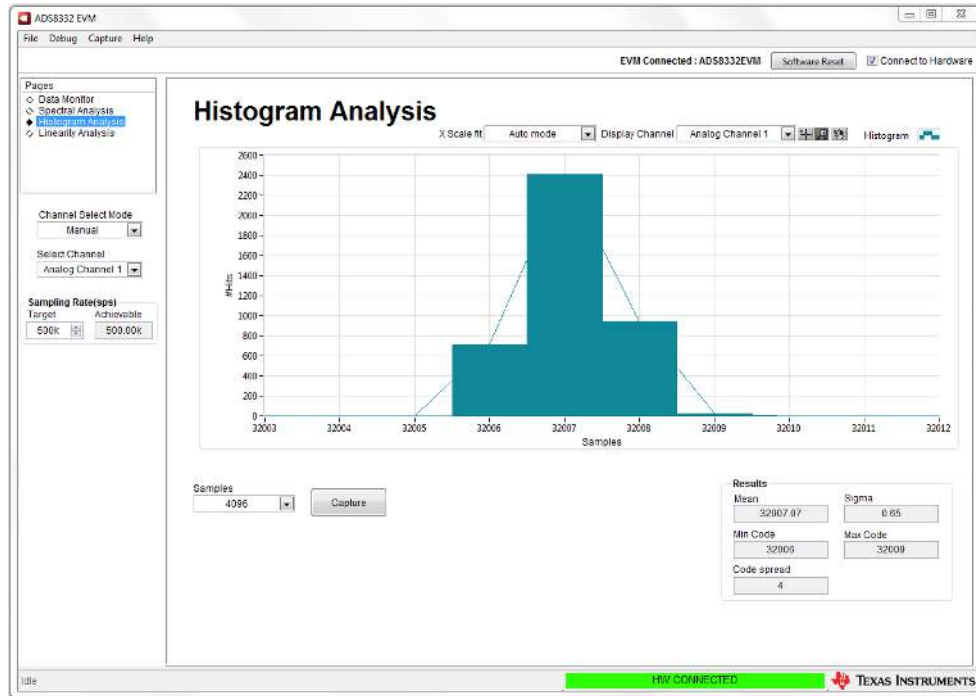 ADS8332 EVM
File Debug Capture Help
EVM Connected : ADS8332EVM Software Reset Connect to Hardware
Pages
Data Monitor
Spectral Analysis
Histogram Analysis
Linearity Analysis
Channel Select Mode
Manual
Select Channel
Analog Channel 1
Sampling Rate(sps)
Target Achievable
500k 500.00k
Histogram Analysis
X Scale fit Auto mode Display Channel Analog Channel 1 Histogram
2600
2400
2200
2000
1800
1600
1400
1200
1000
800
600
400
200
0
#Hits
32003 32004 32005 32006 32007 32008 32009 32010 32011 32012
Samples
Samples
4096 Capture
Results
Mean Sigma
32007.07 0.65
Min Code Max Code
32006 32009
Code spread
4
Idle HW CONNECTED TEXAS INSTRUMENTS